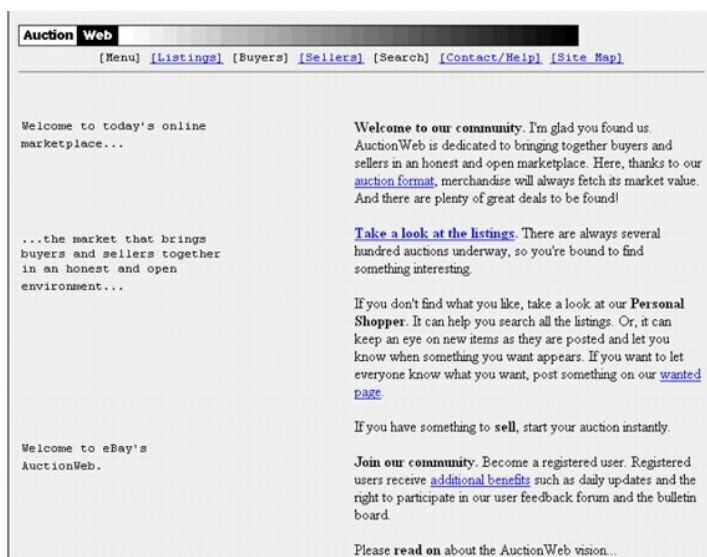 Auction Web
[Menu] [Listings] [Buyers] [Sellers] [Search] [Contact/Help] [Site Map]
Welcome to today's online
marketplace...
...the market that brings
buyers and sellers together
in an honest and open
environment...
Welcome to eBay's
AuctionWeb.
Welcome to our community. I'm glad you found us.
AuctionWeb is dedicated to bringing together buyers and
sellers in an honest and open marketplace. Here, thanks to our
auction format, merchandise will always fetch its market value.
And there are plenty of great deals to be found!
Take a look at the listings. There are always several
hundred auctions underway, so you're bound to find
something interesting.
If you don't find what you like, take a look at our Personal
Shopper. It can help you search all the listings. Or, it can
keep an eye on new items as they are posted and let you
know when something you want appears. If you want to let
everyone know what you want, post something on our wanted
page.
If you have something to sell, start your auction instantly.
Join our community. Become a registered user. Registered
users receive additional benefits such as daily updates and the
right to participate in our user feedback forum and the bulletin
board.
Please read on about the AuctionWeb vision...